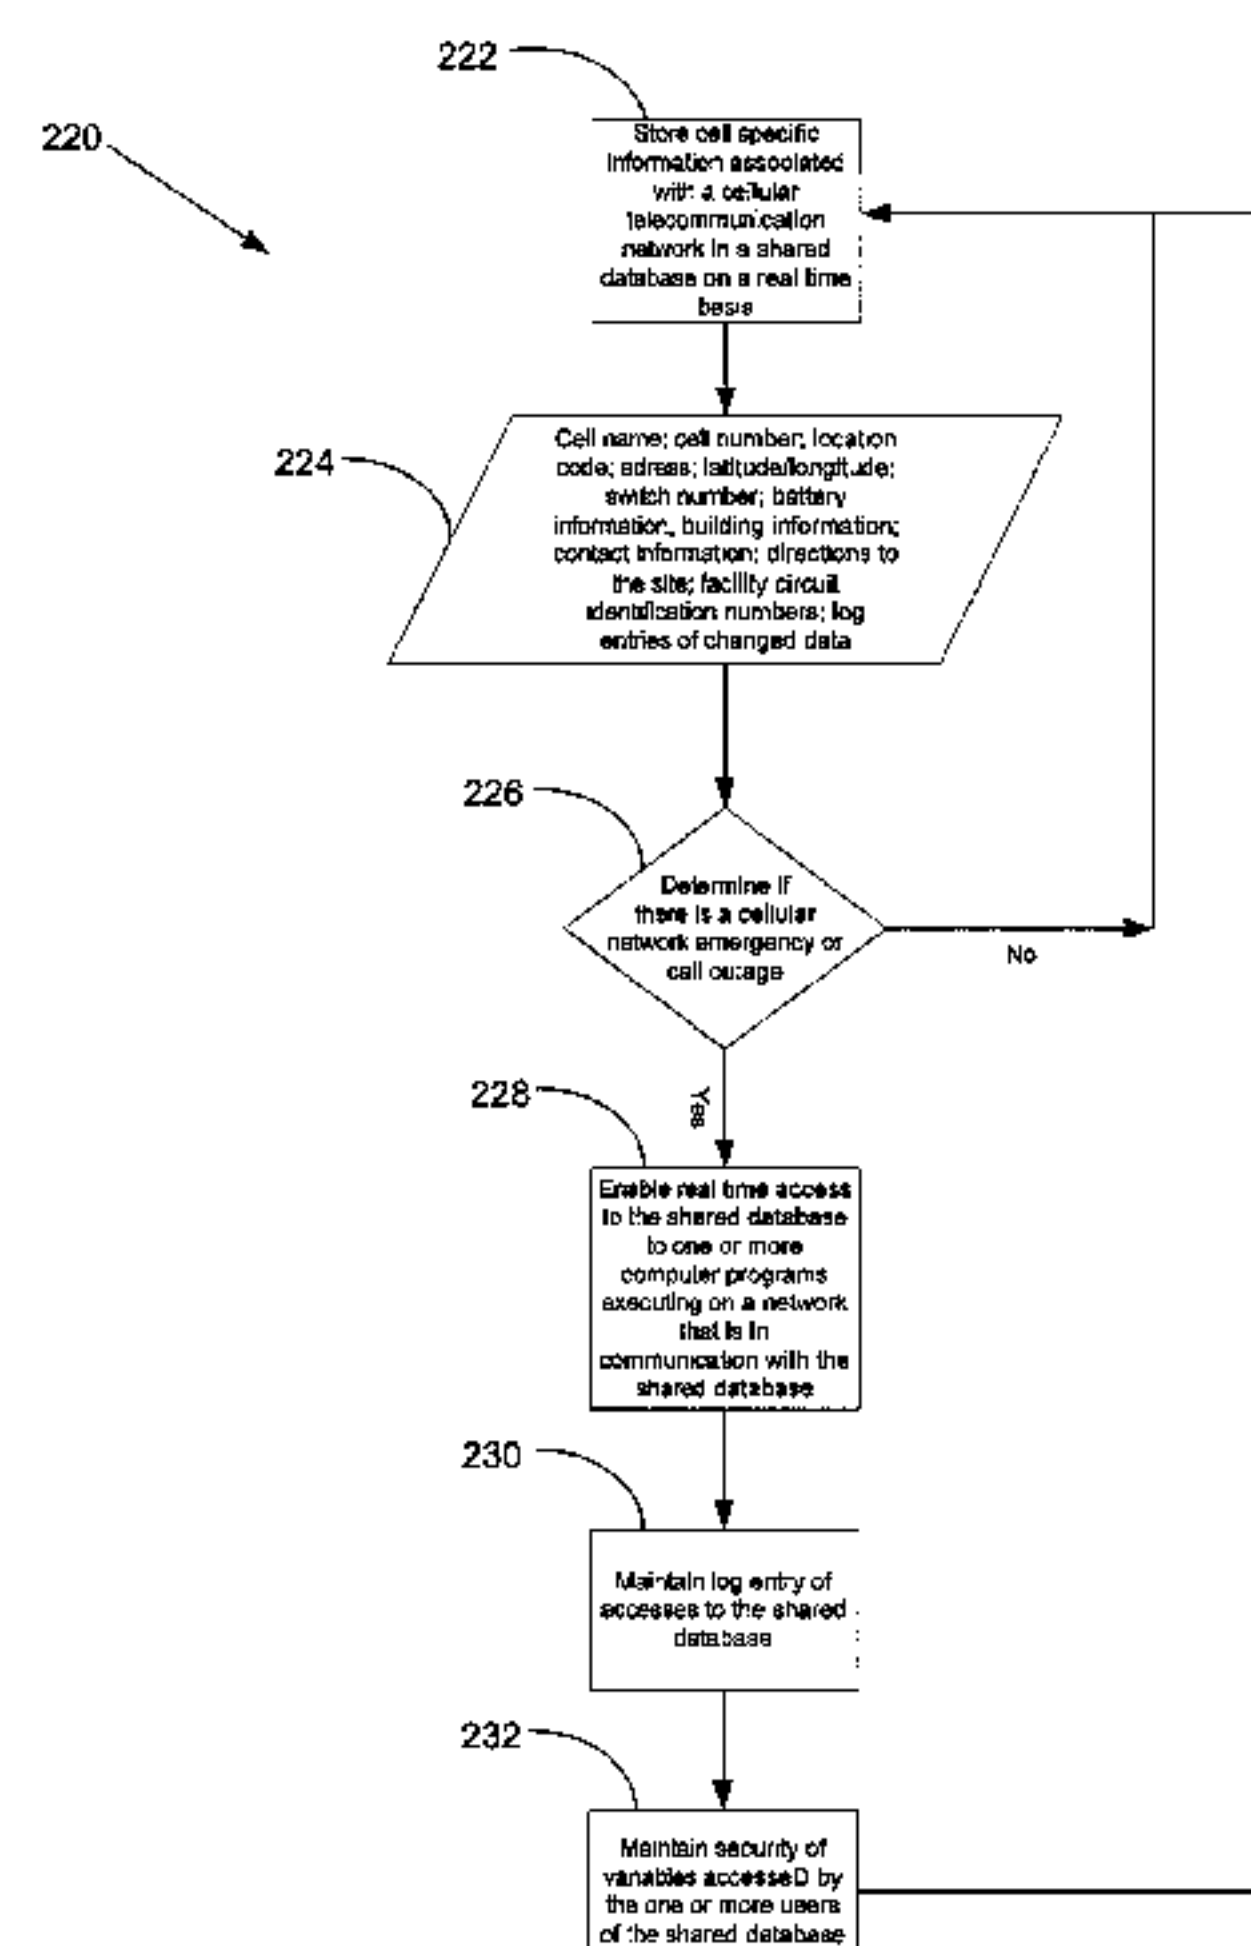 222
220
Store cell specific
information associated
with a cellular
telecommunication
network in a shared
database on a real time
basis
224
Cell name; cell number; location
code; adress; latitude/longitude;
switch number; battery
information, building information;
contact information; directions to
the site; facility circuit
identification numbers; log
entries of changed data
226
Determine if
there is a cellular
network emergency or
cell outage
No
Yes
228
Enable real time access
to the shared database
to one or more
computer programs
executing on a network
that is in
communication with the
shared database
230
Maintain log entry of
accesses to the shared
database
232
Maintain security of
variables accesseD by
the one or more users
of the shared database